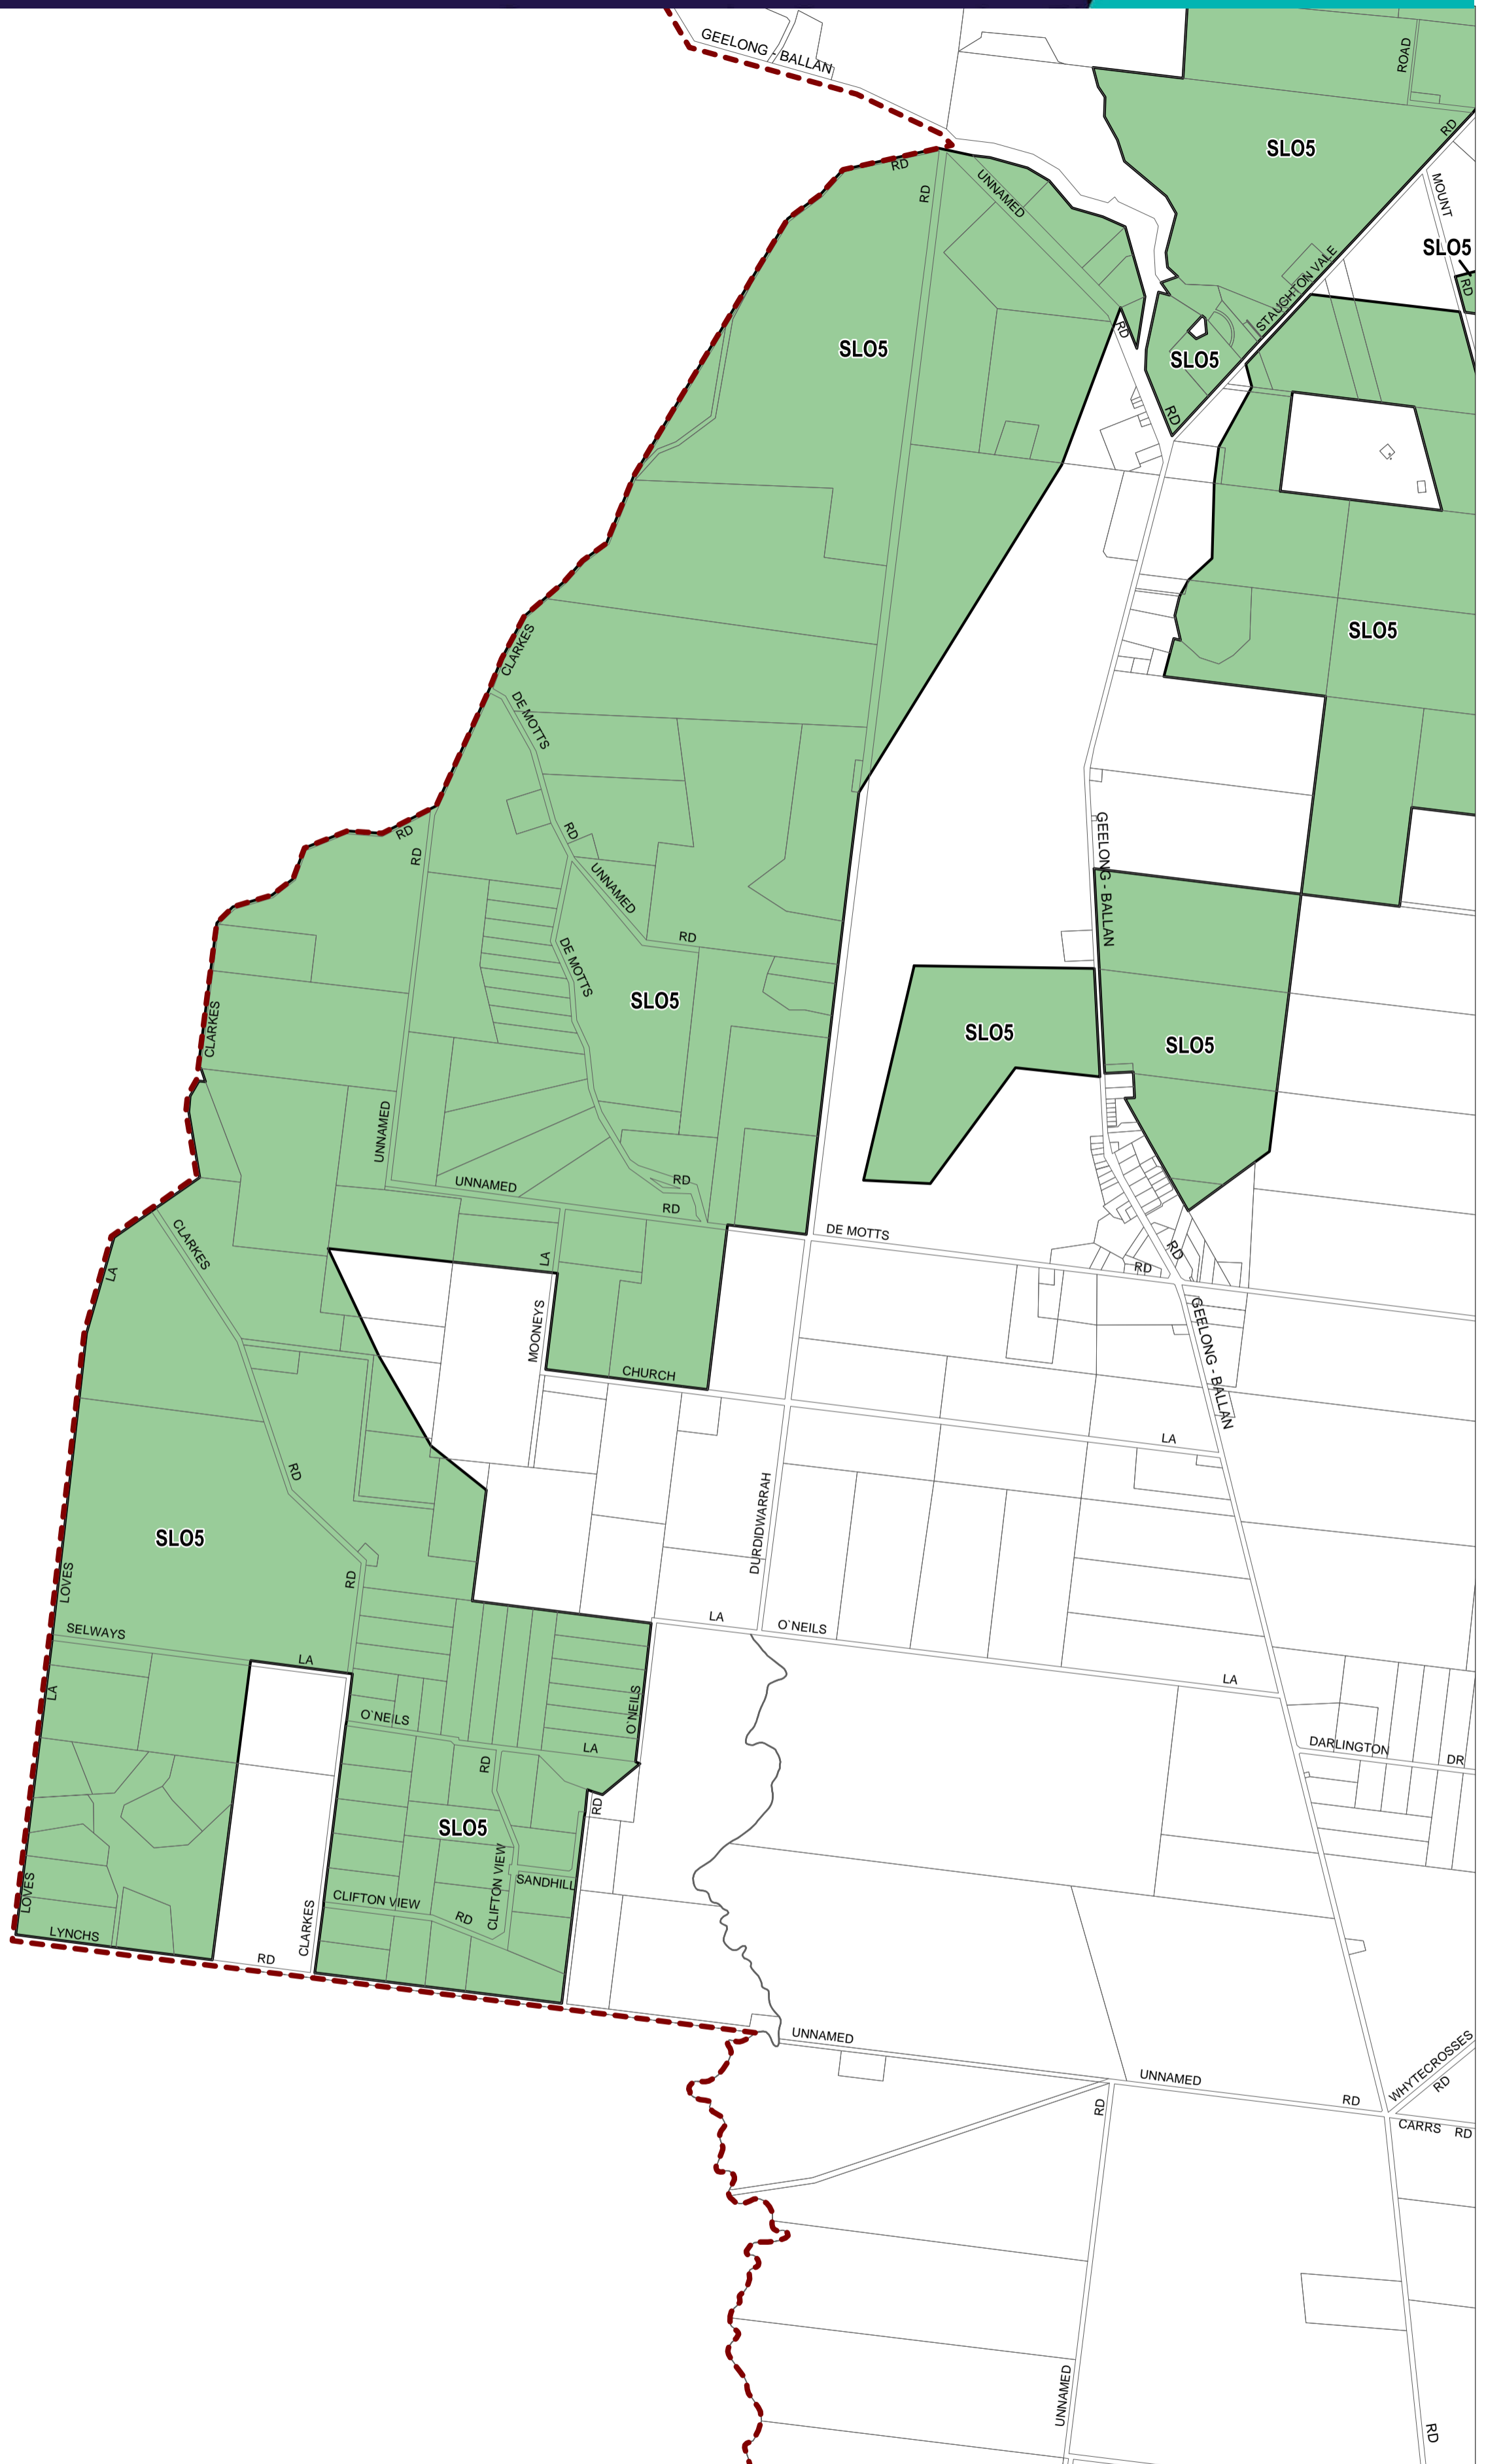 GEELONG - BALLAN
ROAD
SLO5
RD
MOUNT
RD
RD
UNNAMED
SLO5
STAUGHTON VALE
RD
RD
SLO5
SLO5
RD
SLO5
CLARKES
DE MOTTS
RD
RD
RD
GEELONG - BALLAN
UNNAMED
RD
DE MOTTS
SLO5
CLARKES
SLO5
SLO5
UNNAMED
UNNAMED
RD
RD
DE MOTTS
CLARKES
LA
LA
RD
RD
MOONEYS
GEELONG - BALLAN
CHURCH
LA
RD
DURDIDWARRAH
SLO5
LOVES
RD
SELWAYS
LA
LA
O`NEILS
LA
LA
O`NEILS
O`NEILS
LA
RD
DARLINGTON
DR
RD
SLO5
CLIFTON VIEW
SANDHILL
LOVES
CLIFTON VIEW
RD
CLARKES
LYNCHS
RD
UNNAMED
WHYTECROSSES
RD
UNNAMED
RD
RD
CARRS
RD
UNNAMED
RD